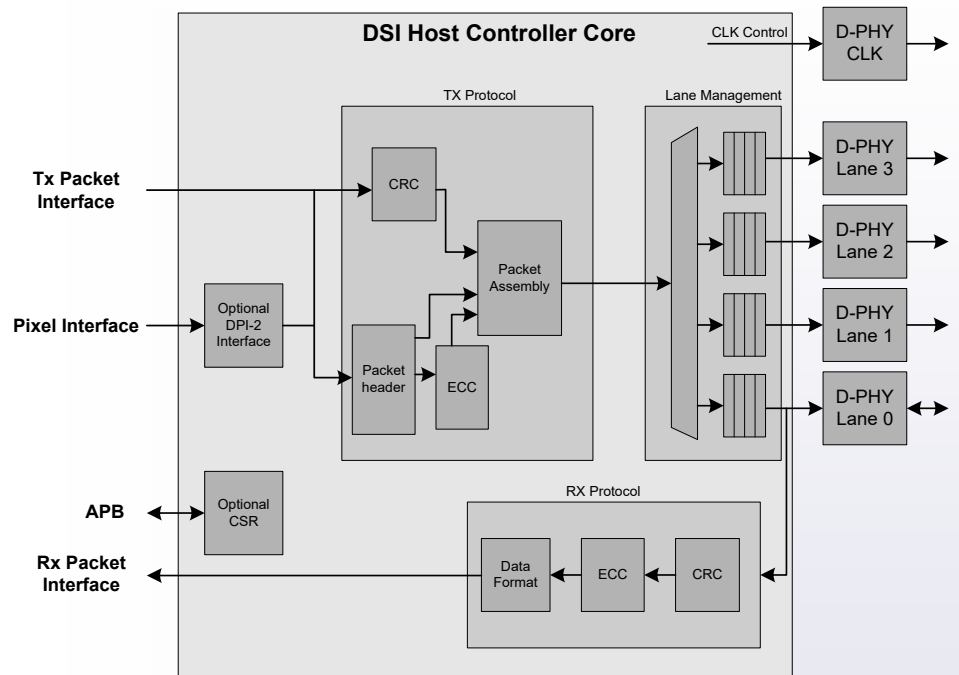 DSI Host Controller Core
CLK Control
D-PHY
CLK
TX Protocol
Lane Management
Tx Packet
Interface
CRC
D-PHY
Lane 3
Packet
Assembly
D-PHY
Lane 2
Pixel Interface
Optional
DPI-2
Interface
Packet
header
ECC
D-PHY
Lane 1
D-PHY
Lane 0
APB
Optional
CSR
RX Protocol
Rx Packet
Interface
Data
Format
ECC
CRC